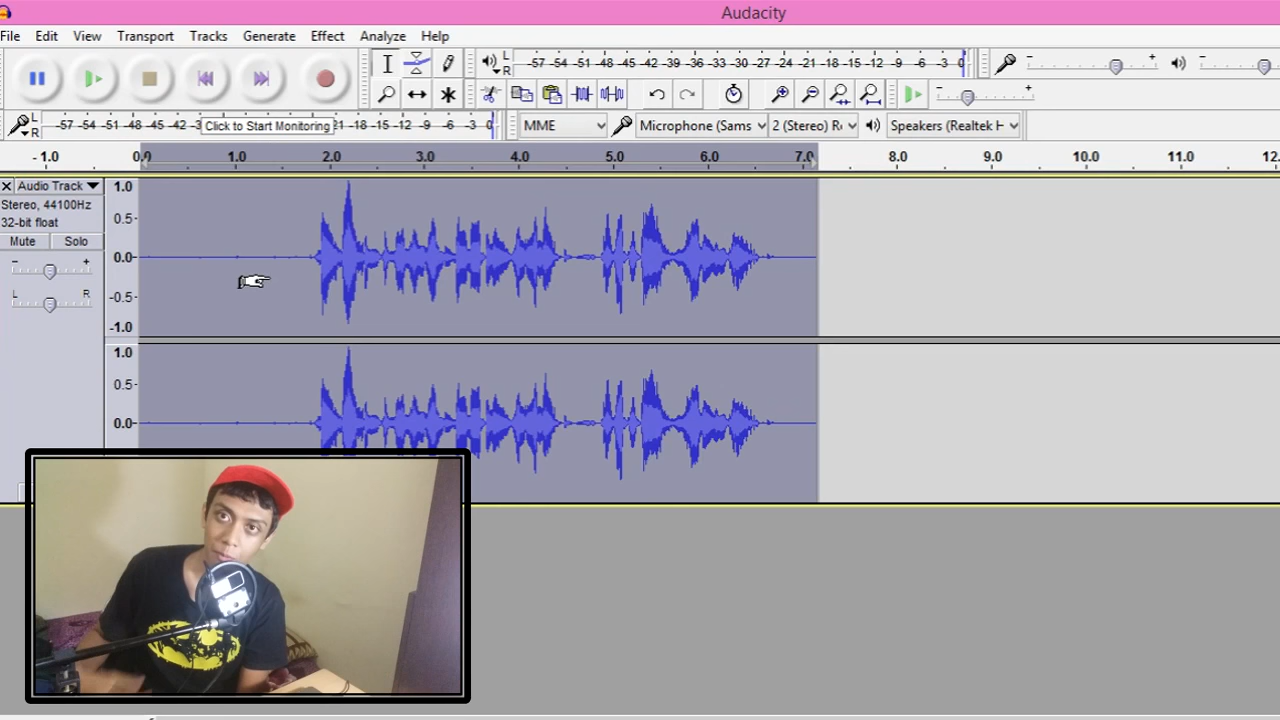 Audacity
File Edit View Transport Tracks Generate Effect Analyze Help
L
R
-57 -54 -51 -48 -45 -42 -39 -36 -33 -30 -27 -24 -21 -18 -15 -12 -9 -6 -3 0
- +
- +
L
R
-57 -54 -51 -48 -45 -42 Click to Start Monitoring 21 -18 -15 -12 -9 -6 -3 0
MME
Microphone (Sams
2 (Stereo) R
Speakers (Realtek H
-1.0 0.0 1.0 2.0 3.0 4.0 5.0 6.0 7.0 8.0 9.0 10.0 11.0 12.
Audio Track
Stereo, 44100Hz
32-bit float
Mute Solo
- +
L R
1.0
0.5-
0.0-
-0.5-
-1.0
1.0
0.5-
0.0-